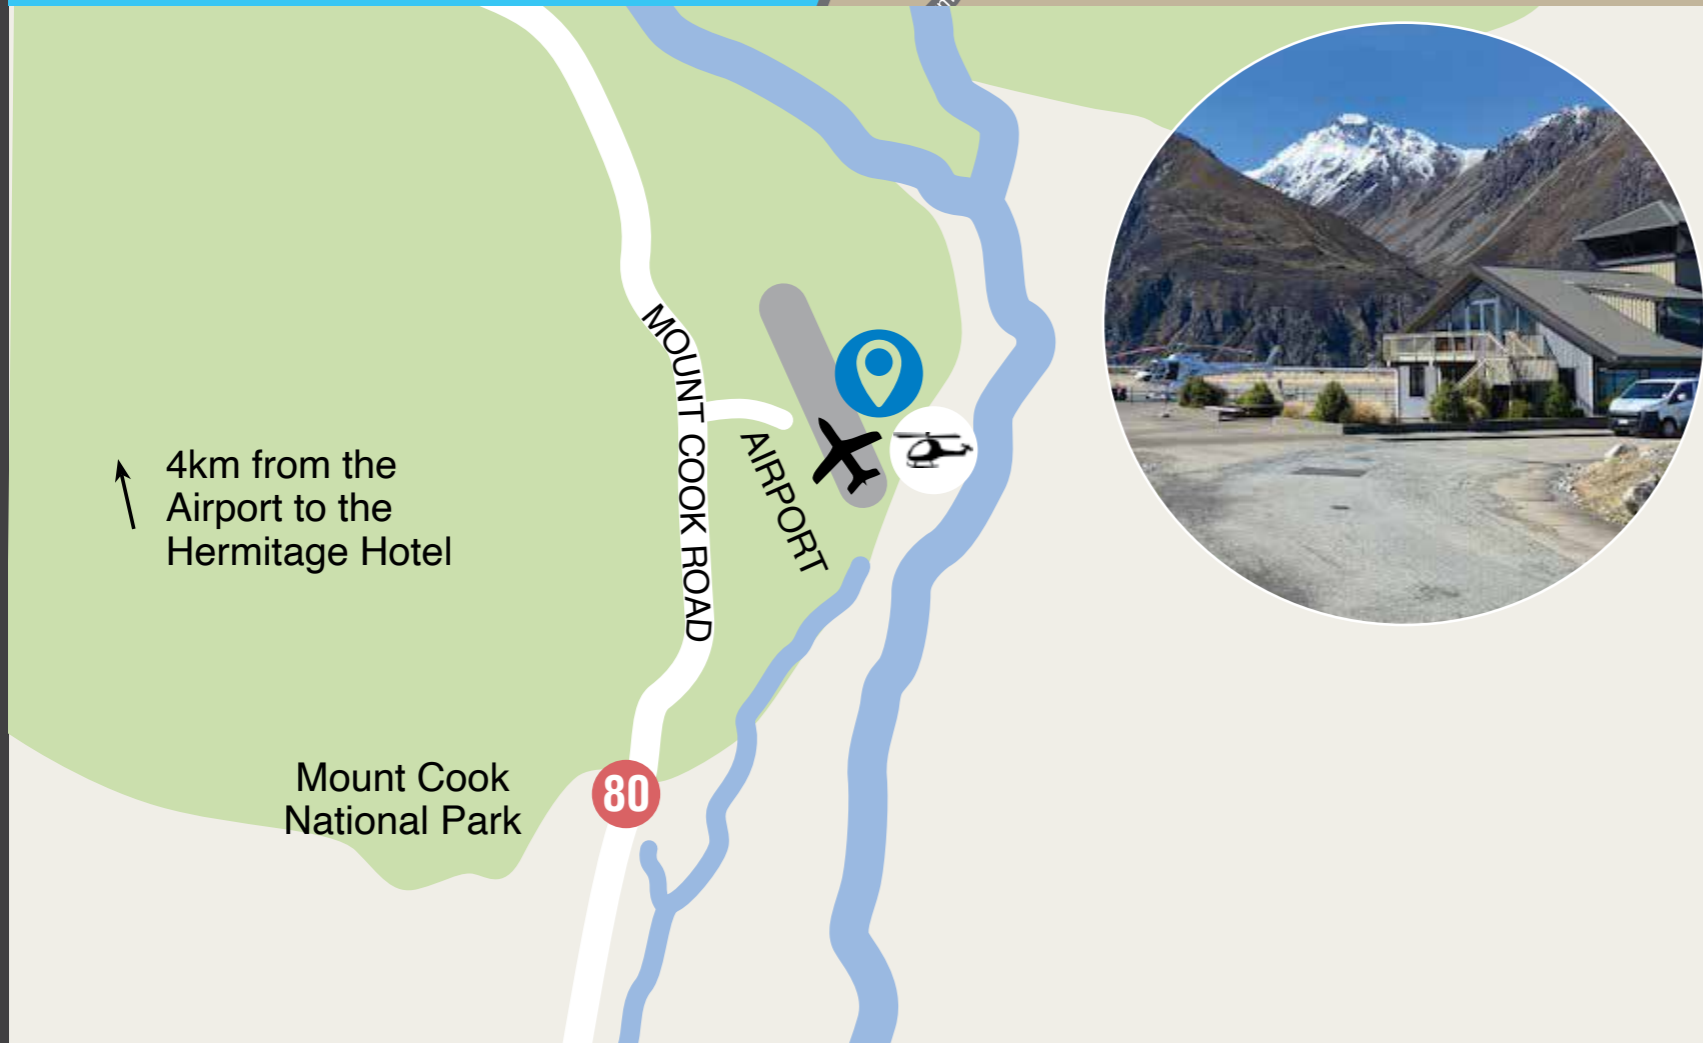 MOUNT COOK ROAD
AIRPORT
4km from the
Airport to the
Hermitage Hotel
Mount Cook
National Park
80